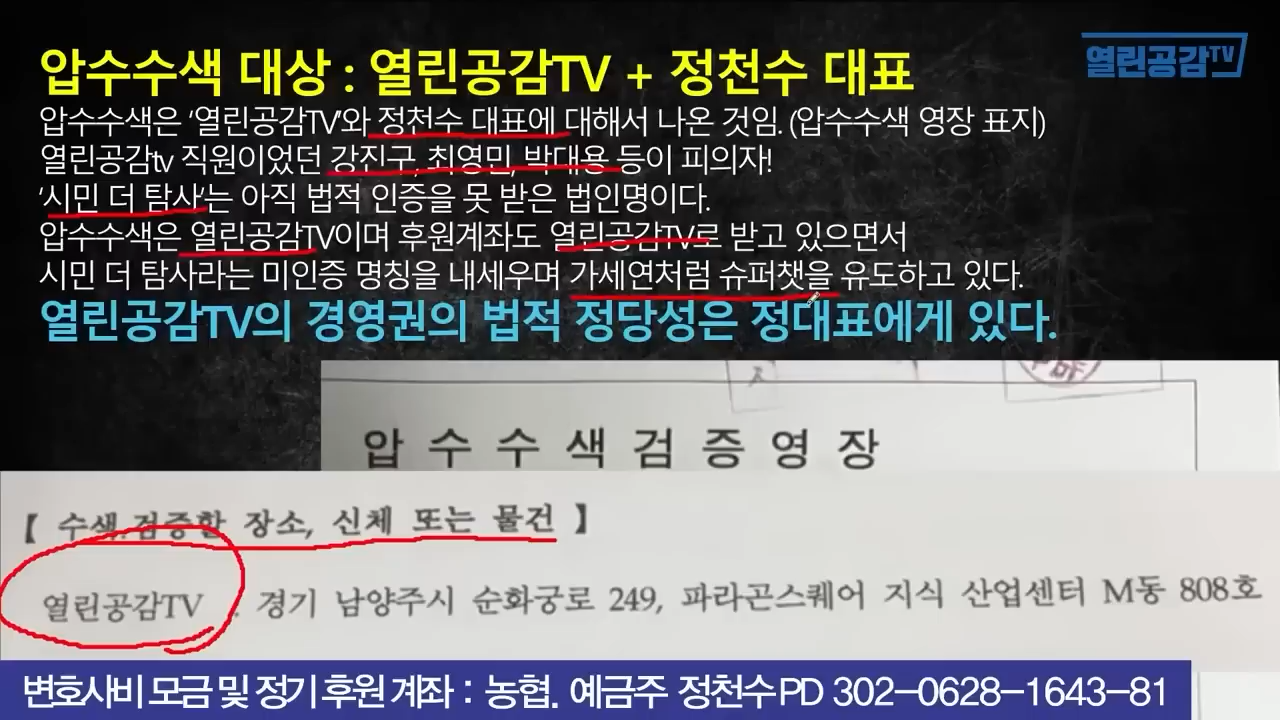 압수수색 대상 : 열린공감TV + 정천수 대표
열린공감TV
압수수색은 '열린공감TV'와 정천수 대표에 대해서 나온 것임. (압수수색 영장 표지)
열린공감tv 직원이었던 강진구, 최영민, 박대용 등이 피의자!
'시민 더 탐사'는 아직 법적 인증을 못 받은 법인명이다.
압수수색은 열린공감TV이며 후원계좌도 열린공감TV로 받고 있으면서
시민 더 탐사라는 미인증 명칭을 내세우며 가세연처럼 슈퍼챗을 유도하고 있다.
열린공감TV의 경영권의 법적 정당성은 정대표에게 있다.
압수수색검증영장
【 수색.검증할 장소, 신체 또는 물건 】
열린공감TV : 경기 남양주시 순화궁로 249, 파라곤스퀘어 지식 산업센터 M동 808호
변호사비 모금 및 정기 후원 계좌 : 농협. 예금주 정천수PD 302-0628-1643-81